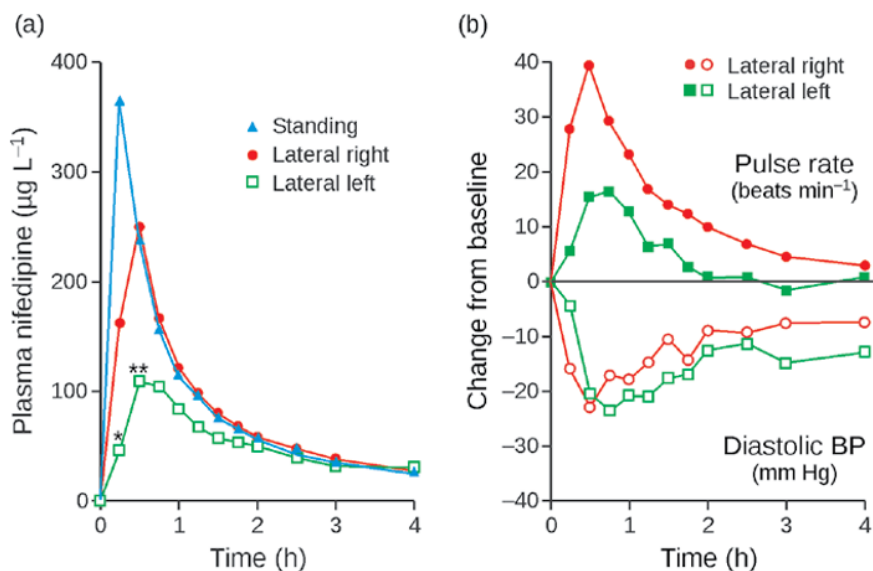 (a)
400
300
200
100
0
Plasma nifedipine (µg L⁻¹)
Standing
Lateral right
Lateral left
*
**
0 1 2 3 4
Time (h)
(b)
40
30
20
10
0
−10
−20
−30
−40
Change from baseline
Lateral right
Lateral left
Pulse rate
(beats min⁻¹)
Diastolic BP
(mm Hg)
0 1 2 3 4
Time (h)